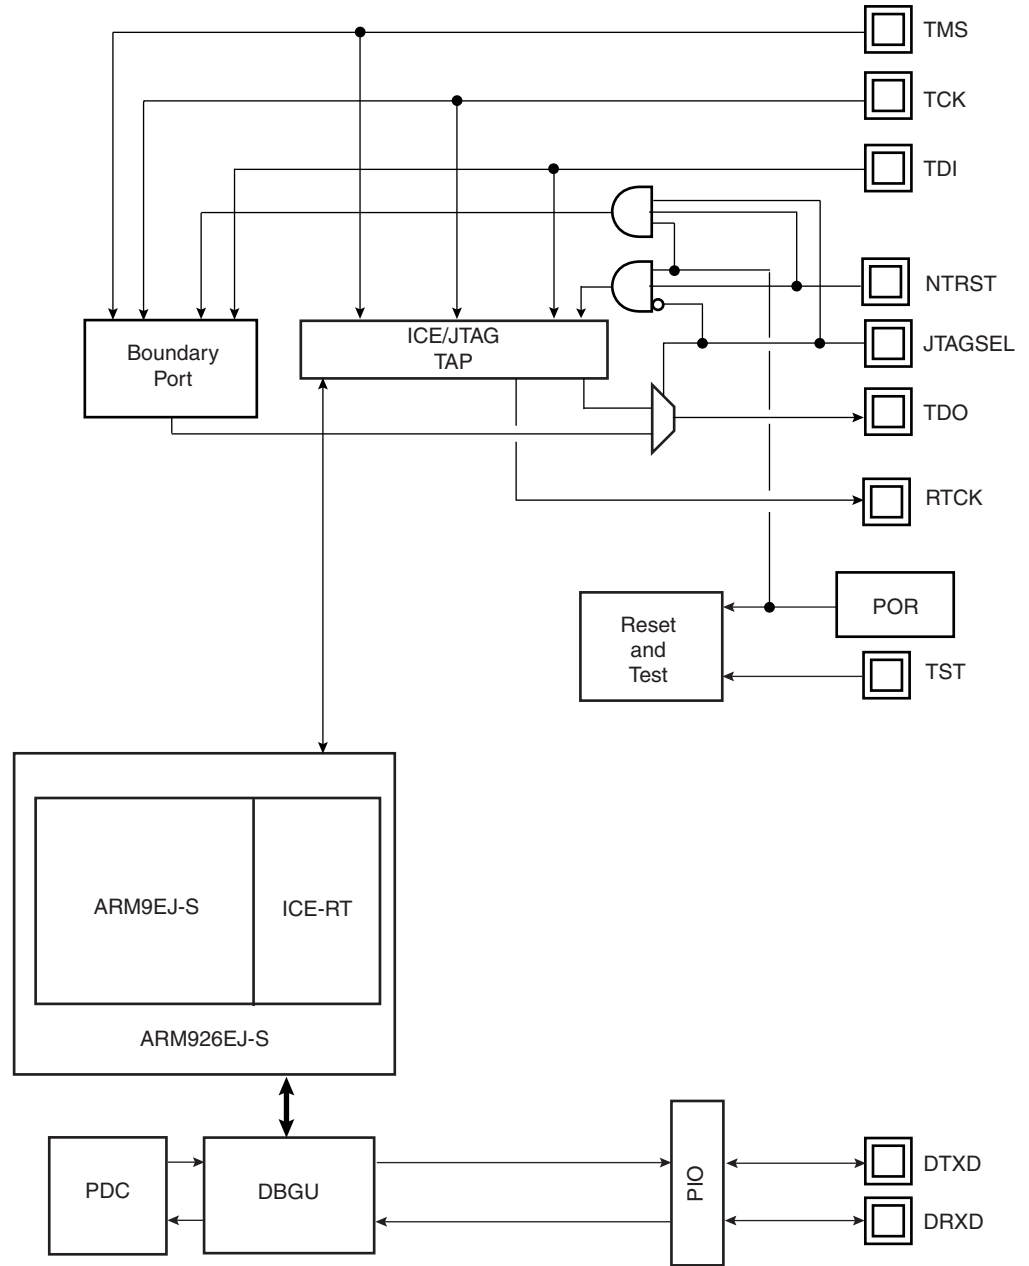 TMS
TCK
TDI
NTRST
JTAGSEL
Boundary
Port
ICE/JTAG
TAP
TDO
RTCK
POR
Reset
and
Test
TST
ARM9EJ-S
ICE-RT
ARM926EJ-S
PDC
DBGU
PIO
DTXD
DRXD